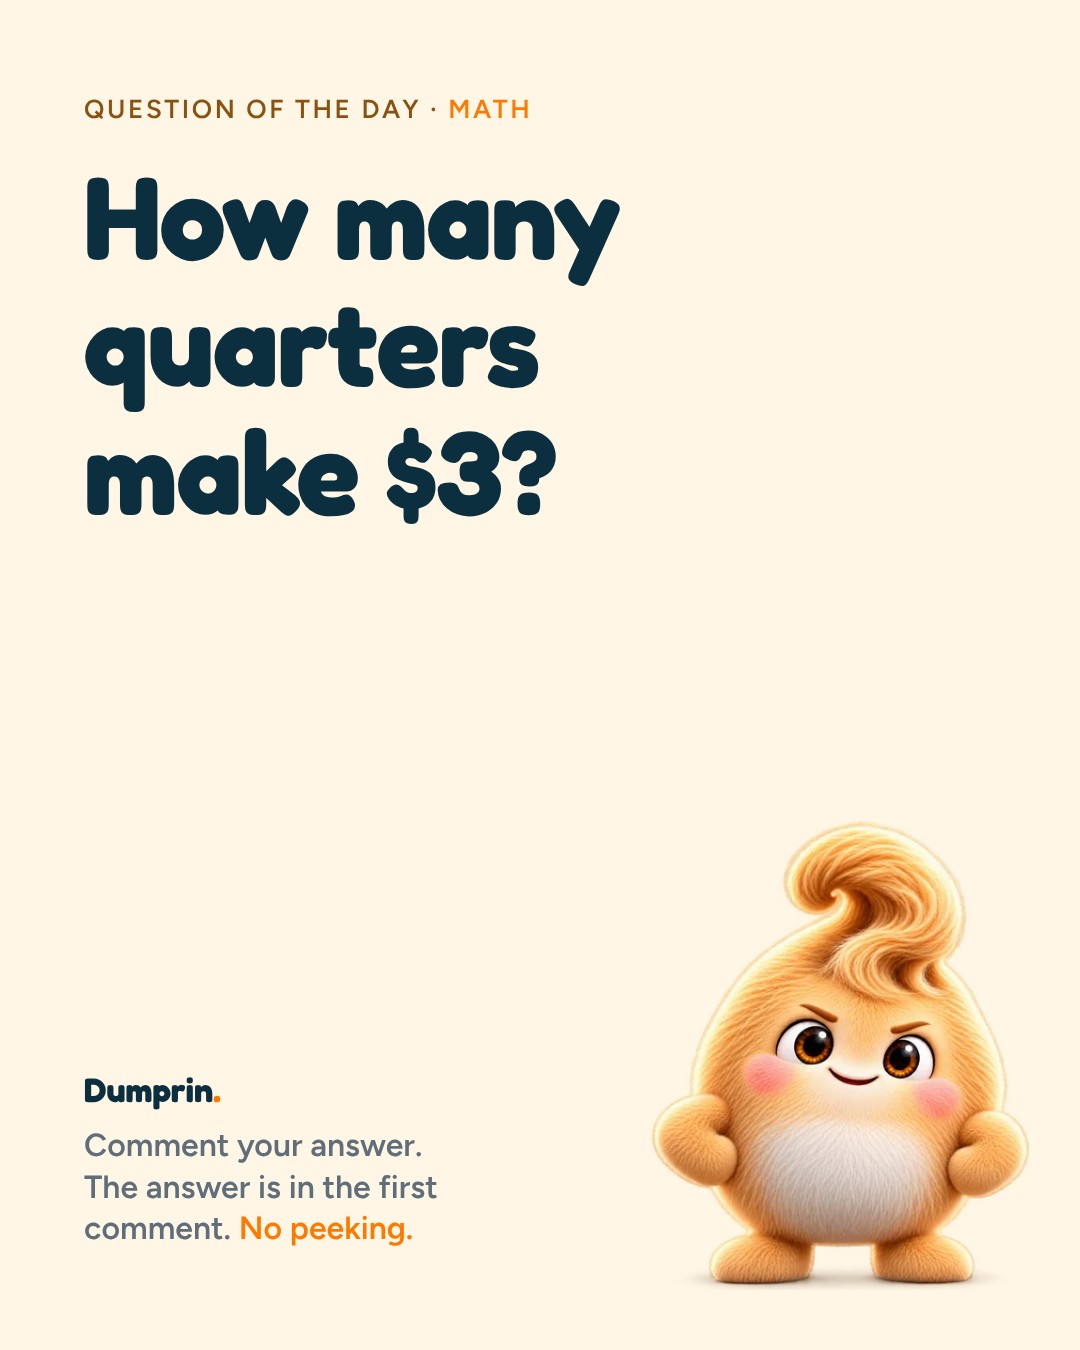 QUESTION OF THE DAY · MATH
How many
quarters
make $3?
Dumprin.
Comment your answer.
The answer is in the first
comment. No peeking.